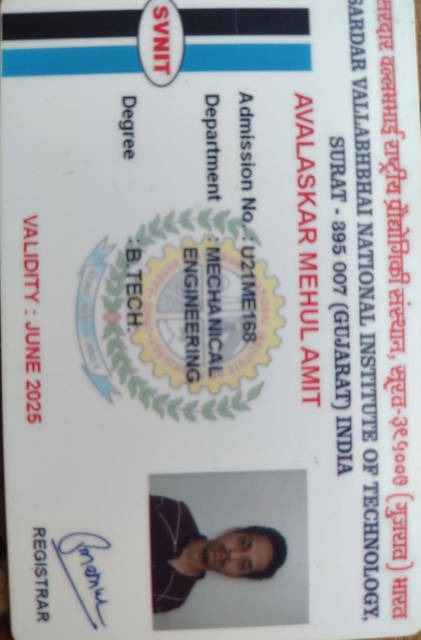 सरदार वल्लभभाई राष्ट्रीय प्रौद्योगिकी संस्थान, सूरत-३९५००७ (गुजरात) भारत
SARDAR VALLABHBHAI NATIONAL INSTITUTE OF TECHNOLOGY,
SURAT - 395 007 (GUJARAT) INDIA
SVNIT
AVALASKAR MEHUL AMIT
Admission No. : U21ME168
Department : MECHANICAL
ENGINEERING
Degree : B.TECH.
VALIDITY : JUNE 2025
REGISTRAR